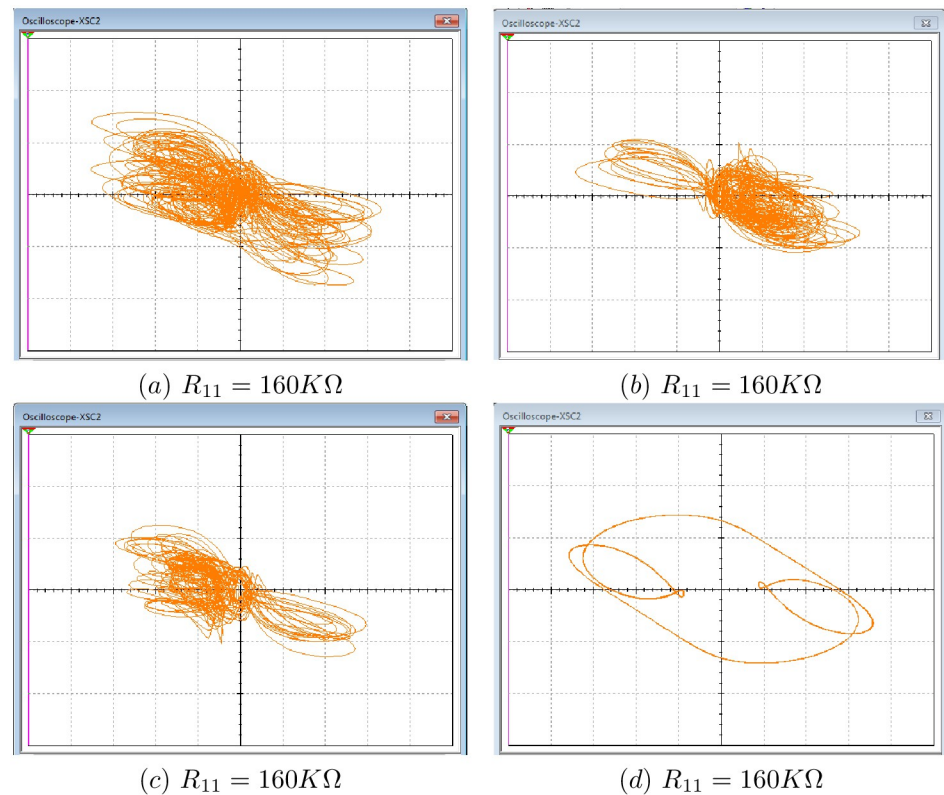 Oscilloscope-XSC2
Oscilloscope-XSC2
(a) R₁₁ = 160KΩ
(b) R₁₁ = 160KΩ
Oscilloscope-XSC2
Oscilloscope-XSC2
(c) R₁₁ = 160KΩ
(d) R₁₁ = 160KΩ